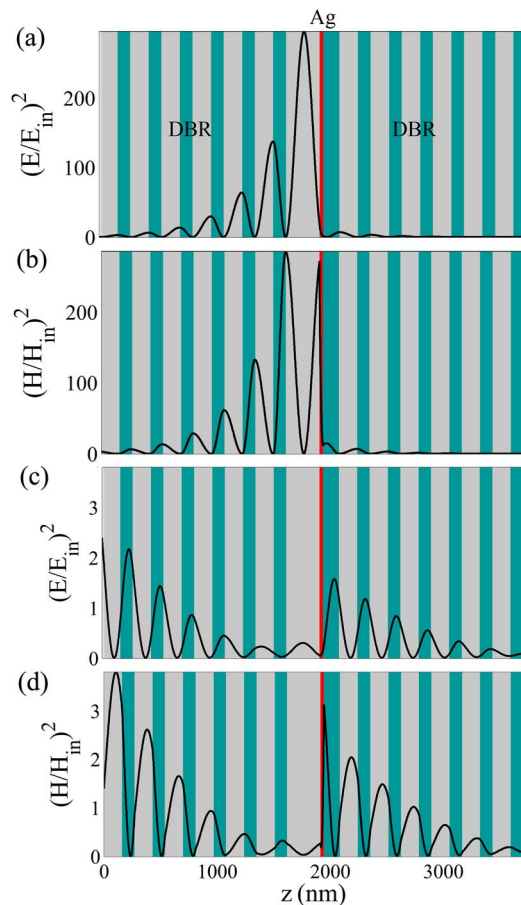 Ag
(a)
(E/E_in)^2
200
100
0
DBR
DBR
(b)
(H/H_in)^2
200
100
0
(c)
(E/E_in)^2
3
2
1
0
(d)
(H/H_in)^2
3
2
1
0
0
1000
2000
3000
z (nm)